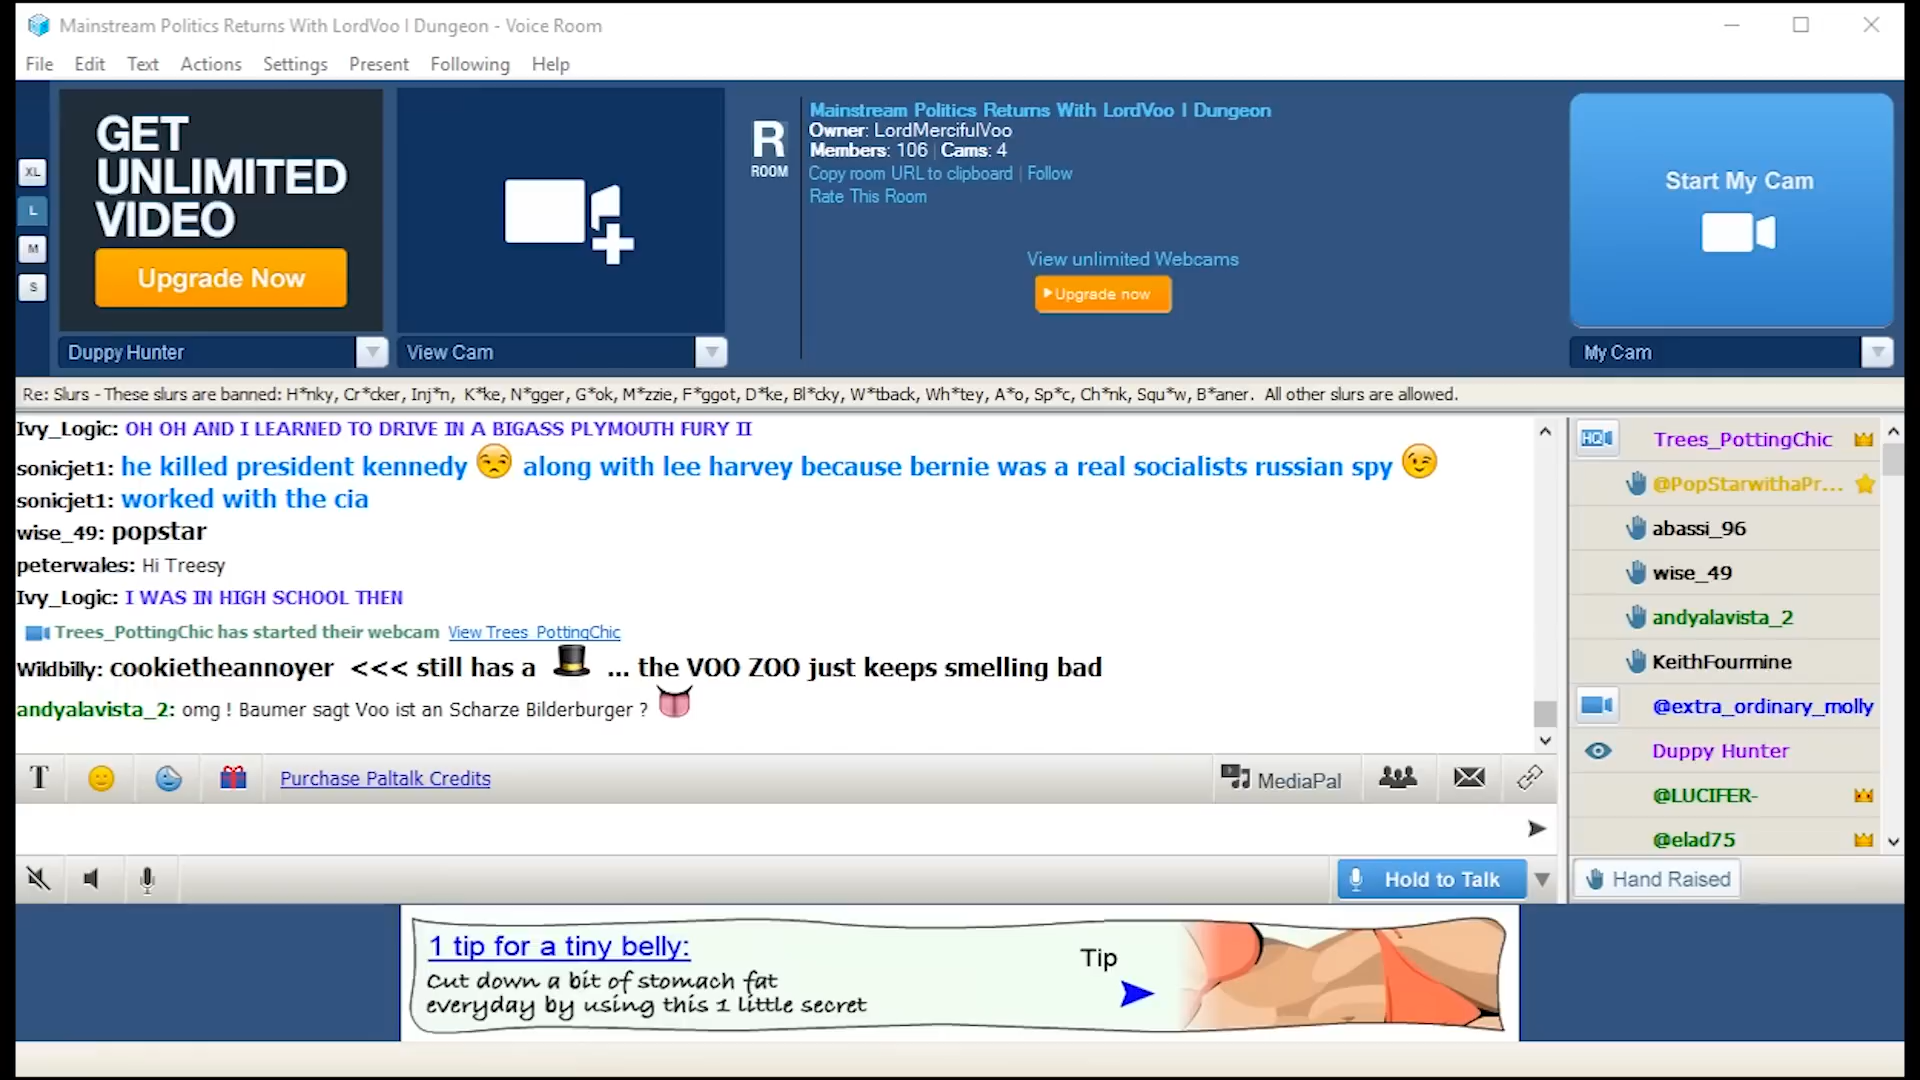 Mainstream Politics Returns With LordVoo l Dungeon - Voice Room
File Edit Text Actions Settings Present Following Help
XL
L
M
S
GET
UNLIMITED
VIDEO
Upgrade Now
Duppy Hunter
View Cam
R
ROOM
Mainstream Politics Returns With LordVoo l Dungeon
Owner: LordMercifulVoo
Members: 106 | Cams: 4
Copy room URL to clipboard | Follow
Rate This Room
View unlimited Webcams
Upgrade now
Start My Cam
My Cam
Re: Slurs - These slurs are banned: H*nky, Cr*cker, Inj*n, K*ke, N*gger, G*ok, M*zzie, F*ggot, D*ke, Bl*cky, W*tback, Wh*tey, A*o, Sp*c, Ch*nk, Squ*w, B*aner. All other slurs are allowed.
Ivy_Logic: OH OH AND I LEARNED TO DRIVE IN A BIGASS PLYMOUTH FURY II
sonicjet1: he killed president kennedy along with lee harvey because bernie was a real socialists russian spy
sonicjet1: worked with the cia
wise_49: popstar
peterwales: Hi Treesy
Ivy_Logic: I WAS IN HIGH SCHOOL THEN
Trees_PottingChic has started their webcam View Trees_PottingChic
Wildbilly: cookietheannoyer <<< still has a ... the VOO ZOO just keeps smelling bad
andyalavista_2: omg ! Baumer sagt Voo ist an Scharze Bilderburger ?
HQ
Trees_PottingChic
@PopStarwithaPr...
abassi_96
wise_49
andyalavista_2
KeithFourmine
@extra_ordinary_molly
Duppy Hunter
@LUCIFER-
@elad75
T
Purchase Paltalk Credits
MediaPal
Hold to Talk
Hand Raised
1 tip for a tiny belly:
Cut down a bit of stomach fat
everyday by using this 1 little secret
Tip